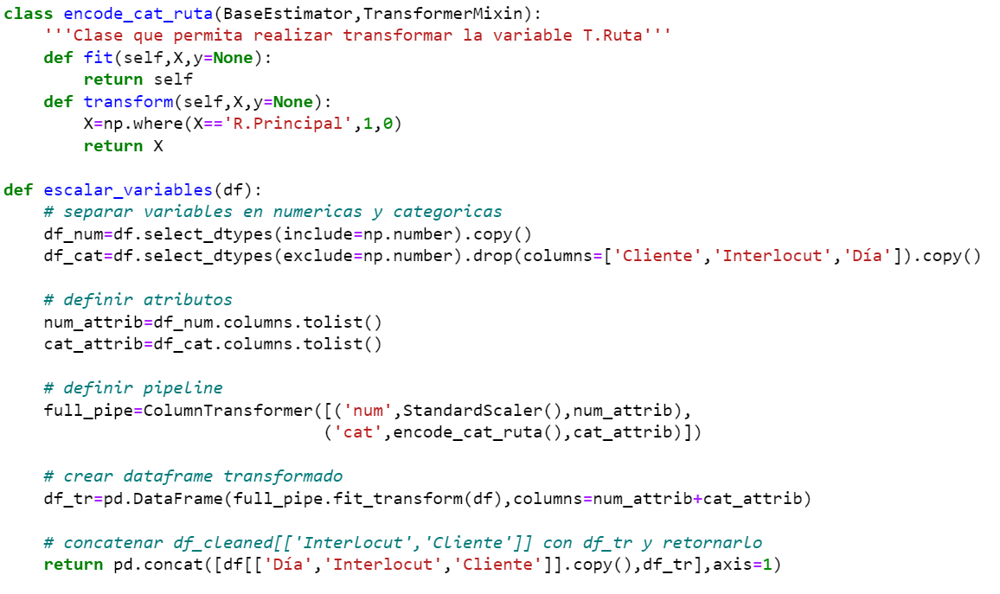 class encode_cat_ruta(BaseEstimator,TransformerMixin):
    '''Clase que permita realizar transformar la variable T.Ruta'''
    def fit(self,X,y=None):
        return self
    def transform(self,X,y=None):
        X=np.where(X=='R.Principal',1,0)
        return X

def escalar_variables(df):
    # separar variables en numericas y categoricas
    df_num=df.select_dtypes(include=np.number).copy()
    df_cat=df.select_dtypes(exclude=np.number).drop(columns=['Cliente','Interlocut','Día']).copy()

    # definir atributos
    num_attrib=df_num.columns.tolist()
    cat_attrib=df_cat.columns.tolist()

    # definir pipeline
    full_pipe=ColumnTransformer([('num',StandardScaler(),num_attrib),
                                ('cat',encode_cat_ruta(),cat_attrib)])

    # crear dataframe transformado
    df_tr=pd.DataFrame(full_pipe.fit_transform(df),columns=num_attrib+cat_attrib)

    # concatenar df_cleaned[['Interlocut','Cliente']] con df_tr y retornarlo
    return pd.concat([df[['Día','Interlocut','Cliente']].copy(),df_tr],axis=1)